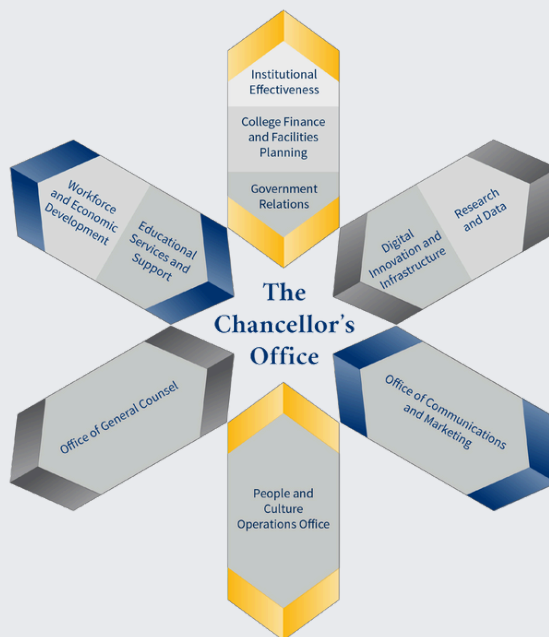 Institutional
Effectiveness
College Finance
and Facilities
Planning
Government
Relations
Workforce
and Economic
Development
Educational
Services and
Support
Digital
Innovation and
Infrastructure
Research
and Data
The
Chancellor's
Office
Office of General Counsel
Office of Communications
and Marketing
People and
Culture
Operations Office